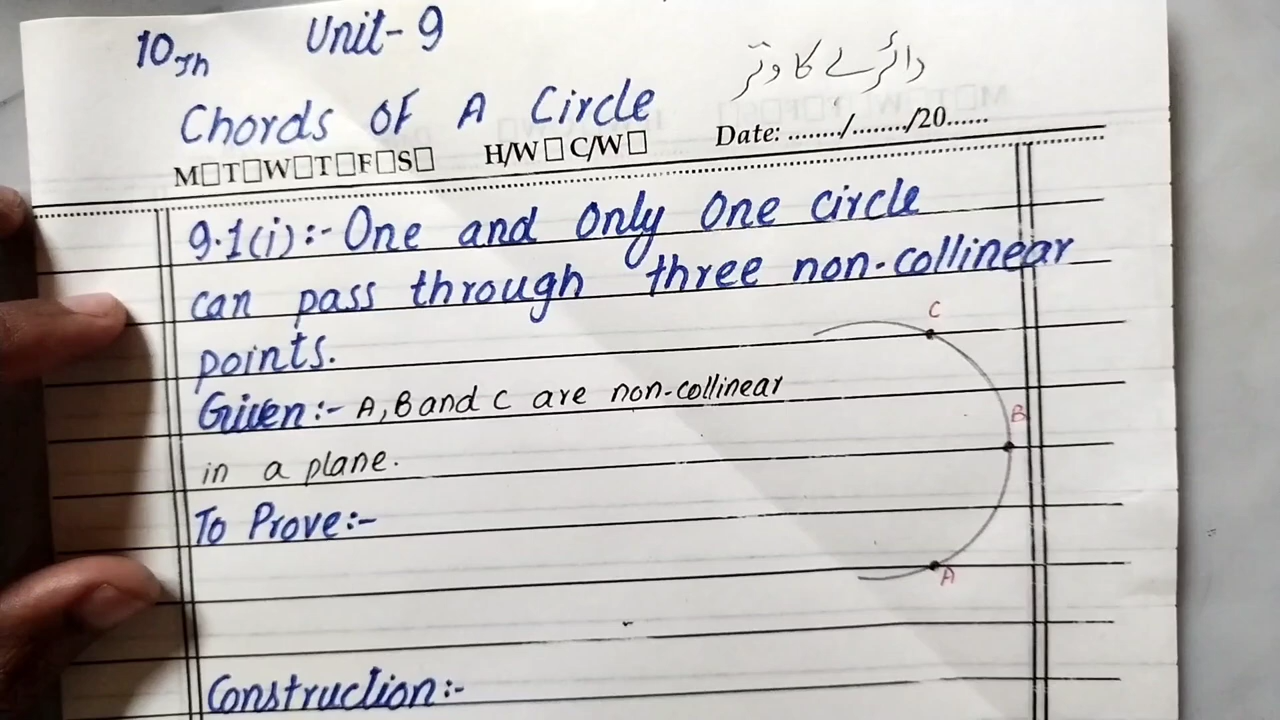 10Th Unit-9
دائرے کا وتر
Chords OF A Circle
M□T□W□T□F□S□ H/W□ C/W□ Date: ......../......../20......
9.1(i):- One and Only One circle
can pass through three non-collinear
points.
C
Given:- A,B and C are non-collinear
B
in a plane.
To Prove:-
A
Construction:-